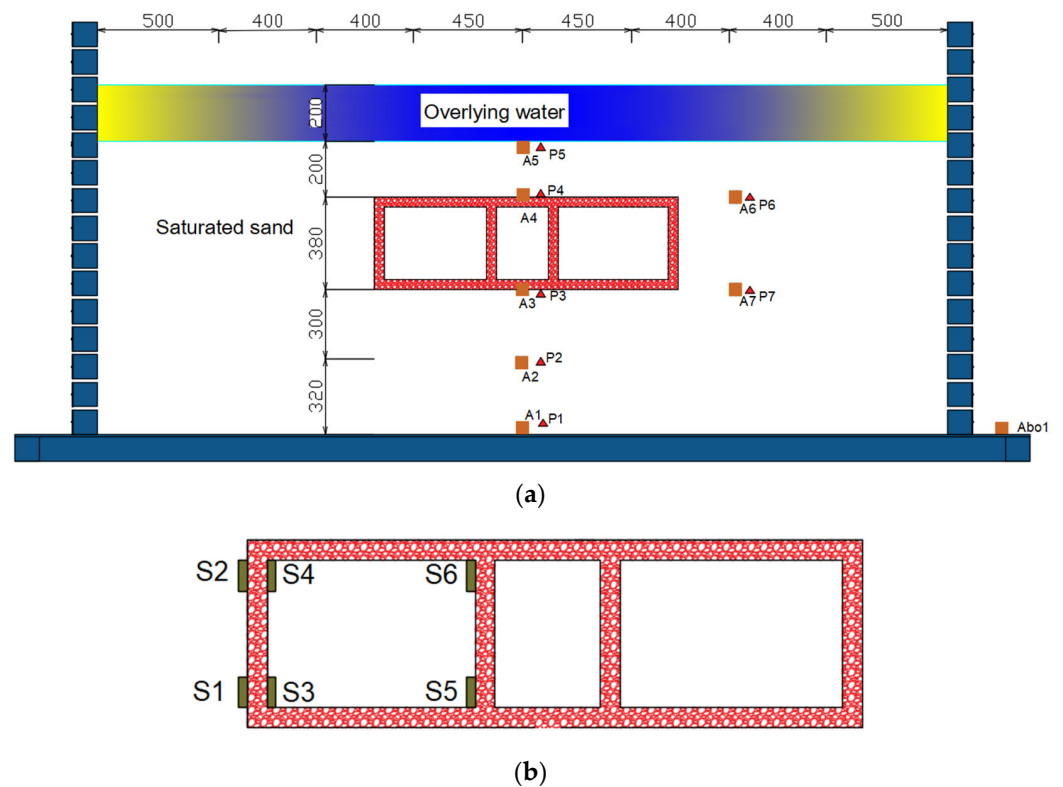 500 400 400 450 450 400 400 500
200
Overlying water
200
A5 P5
P4
A4
A6 P6
Saturated sand
380
A3 P3
A7 P7
300
P2
A2
320
A1 P1
Abo1
(a)
S2 S4 S6
S1 S3 S5
(b)